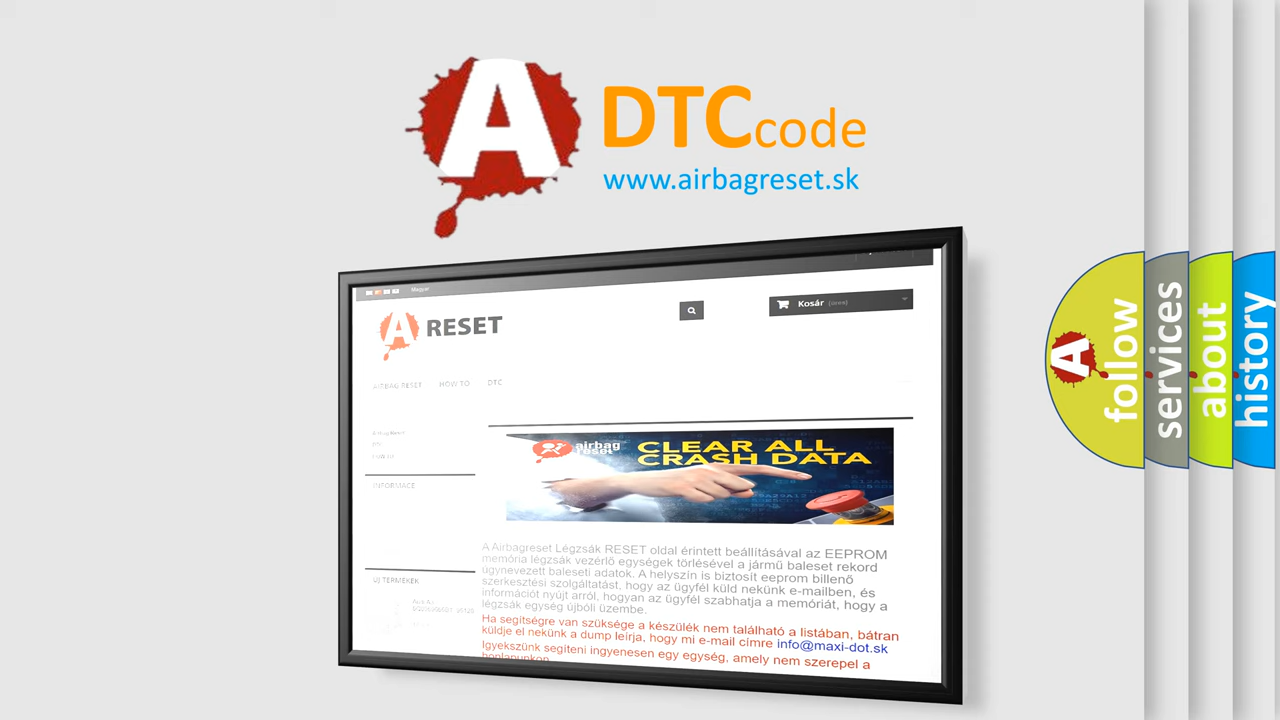 A DTC code
www.airbagreset.sk
Magyar
Kosár (üres)
A RESET
AIRBAG RESET HOW TO DTC
INFORMACE
airbag
reset
CLEAR ALL
CRASH DATA
A Airbagreset Légzsák RESET oldal érintett beállításával az EEPROM
memória légzsák vezérlő egységek törlésével a jármű baleset rekord
úgynevezett baleseti adatok. A helyszín is biztosít eeprom billenő
szerkesztési szolgáltatást, hogy az ügyfél küld nekünk e-mailben, és
információt nyújt arról, hogyan az ügyfél szabhatja a memóriát, hogy a
légzsák egység újbóli üzembe.
Ha segítségre van szüksége a készülék nem található a listában, bátran
küldje el nekünk a dump leírja, hogy mi e-mail címre info@maxi-dot.sk
Igyekszünk segíteni ingyenesen egy egység, amely nem szerepel a
honlapunkon
ÚJ TERMÉKEK
A follow
services
about
history